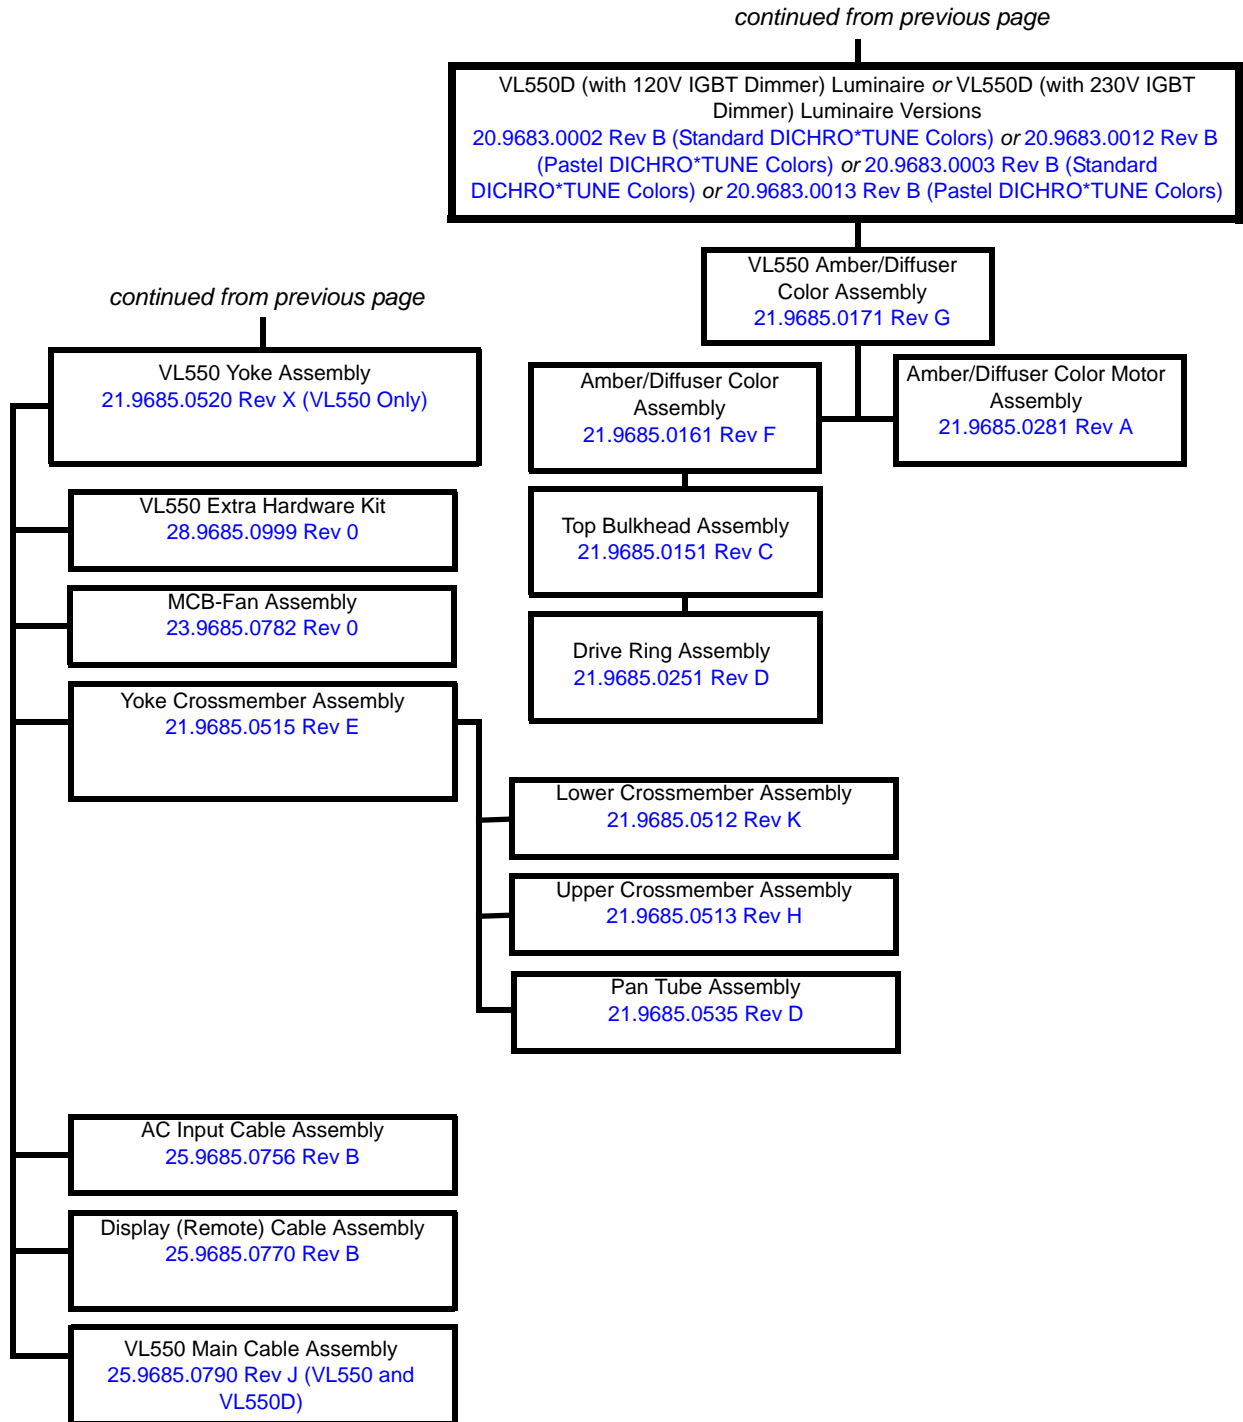 continued from previous page
VL550D (with 120V IGBT Dimmer) Luminaire or VL550D (with 230V IGBT
Dimmer) Luminaire Versions
20.9683.0002 Rev B (Standard DICHRO*TUNE Colors) or 20.9683.0012 Rev B
(Pastel DICHRO*TUNE Colors) or 20.9683.0003 Rev B (Standard
DICHRO*TUNE Colors) or 20.9683.0013 Rev B (Pastel DICHRO*TUNE Colors)
VL550 Amber/Diffuser
Color Assembly
21.9685.0171 Rev G
Amber/Diffuser Color
Assembly
21.9685.0161 Rev F
Amber/Diffuser Color Motor
Assembly
21.9685.0281 Rev A
Top Bulkhead Assembly
21.9685.0151 Rev C
Drive Ring Assembly
21.9685.0251 Rev D
continued from previous page
VL550 Yoke Assembly
21.9685.0520 Rev X (VL550 Only)
VL550 Extra Hardware Kit
28.9685.0999 Rev 0
MCB-Fan Assembly
23.9685.0782 Rev 0
Yoke Crossmember Assembly
21.9685.0515 Rev E
Lower Crossmember Assembly
21.9685.0512 Rev K
Upper Crossmember Assembly
21.9685.0513 Rev H
Pan Tube Assembly
21.9685.0535 Rev D
AC Input Cable Assembly
25.9685.0756 Rev B
Display (Remote) Cable Assembly
25.9685.0770 Rev B
VL550 Main Cable Assembly
25.9685.0790 Rev J (VL550 and
VL550D)